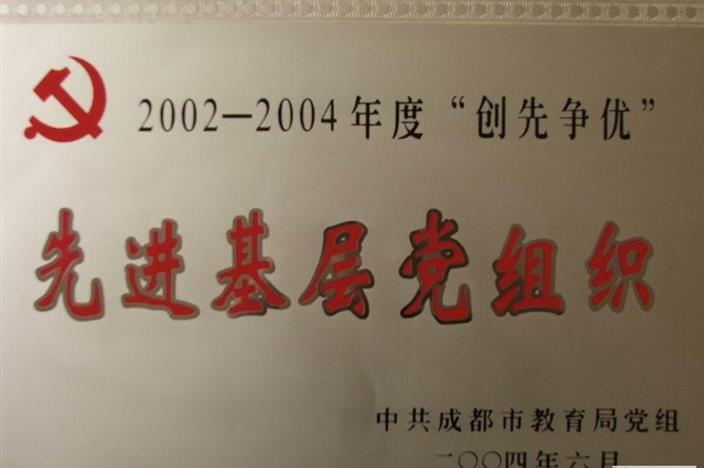 2002—2004年度“创先争优”
先进基层党组织
中共成都市教育局党组
二〇〇四年六月